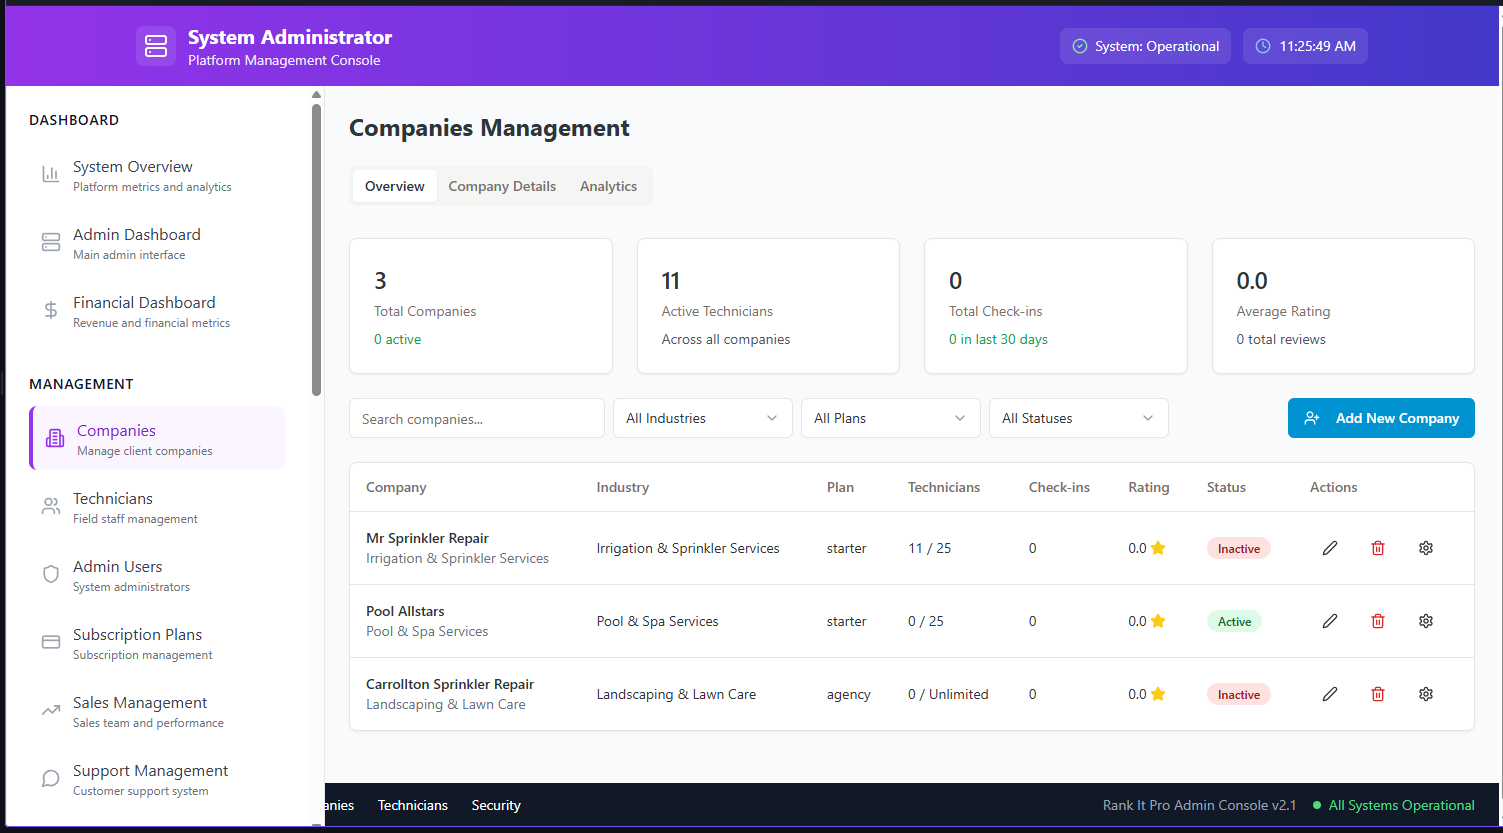 System Administrator
Platform Management Console
System: Operational
11:25:49 AM
DASHBOARD
System Overview
Platform metrics and analytics
Admin Dashboard
Main admin interface
Financial Dashboard
Revenue and financial metrics
MANAGEMENT
Companies
Manage client companies
Technicians
Field staff management
Admin Users
System administrators
Subscription Plans
Subscription management
Sales Management
Sales team and performance
Support Management
Customer support system
Companies Management
Overview Company Details Analytics
3
Total Companies
0 active
11
Active Technicians
Across all companies
0
Total Check-ins
0 in last 30 days
0.0
Average Rating
0 total reviews
Search companies...
All Industries
All Plans
All Statuses
Add New Company
Company Industry Plan Technicians Check-ins Rating Status Actions
Mr Sprinkler Repair
Irrigation & Sprinkler Services
Irrigation & Sprinkler Services starter 11 / 25 0 0.0 Inactive
Pool Allstars
Pool & Spa Services
Pool & Spa Services starter 0 / 25 0 0.0 Active
Carrollton Sprinkler Repair
Landscaping & Lawn Care
Landscaping & Lawn Care agency 0 / Unlimited 0 0.0 Inactive
anies Technicians Security
Rank It Pro Admin Console v2.1 All Systems Operational